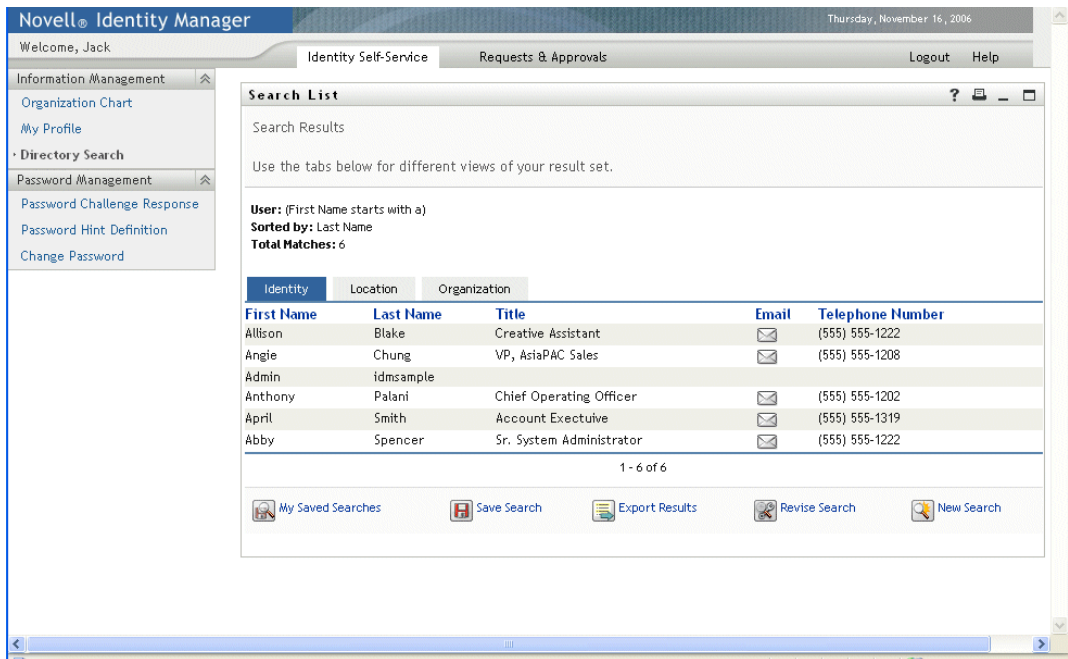 Novell® Identity Manager
Thursday, November 16, 2006
Welcome, Jack
Identity Self-Service Requests & Approvals Logout Help
Information Management
Organization Chart
My Profile
Directory Search
Password Management
Password Challenge Response
Password Hint Definition
Change Password
Search List ?
Search Results
Use the tabs below for different views of your result set.
User: (First Name starts with a)
Sorted by: Last Name
Total Matches: 6
Identity Location Organization
First Name Last Name Title Email Telephone Number
Allison Blake Creative Assistant (555) 555-1222
Angie Chung VP, AsiaPAC Sales (555) 555-1208
Admin idmsample
Anthony Palani Chief Operating Officer (555) 555-1202
April Smith Account Exectuive (555) 555-1319
Abby Spencer Sr. System Administrator (555) 555-1222
1 - 6 of 6
My Saved Searches Save Search Export Results Revise Search New Search